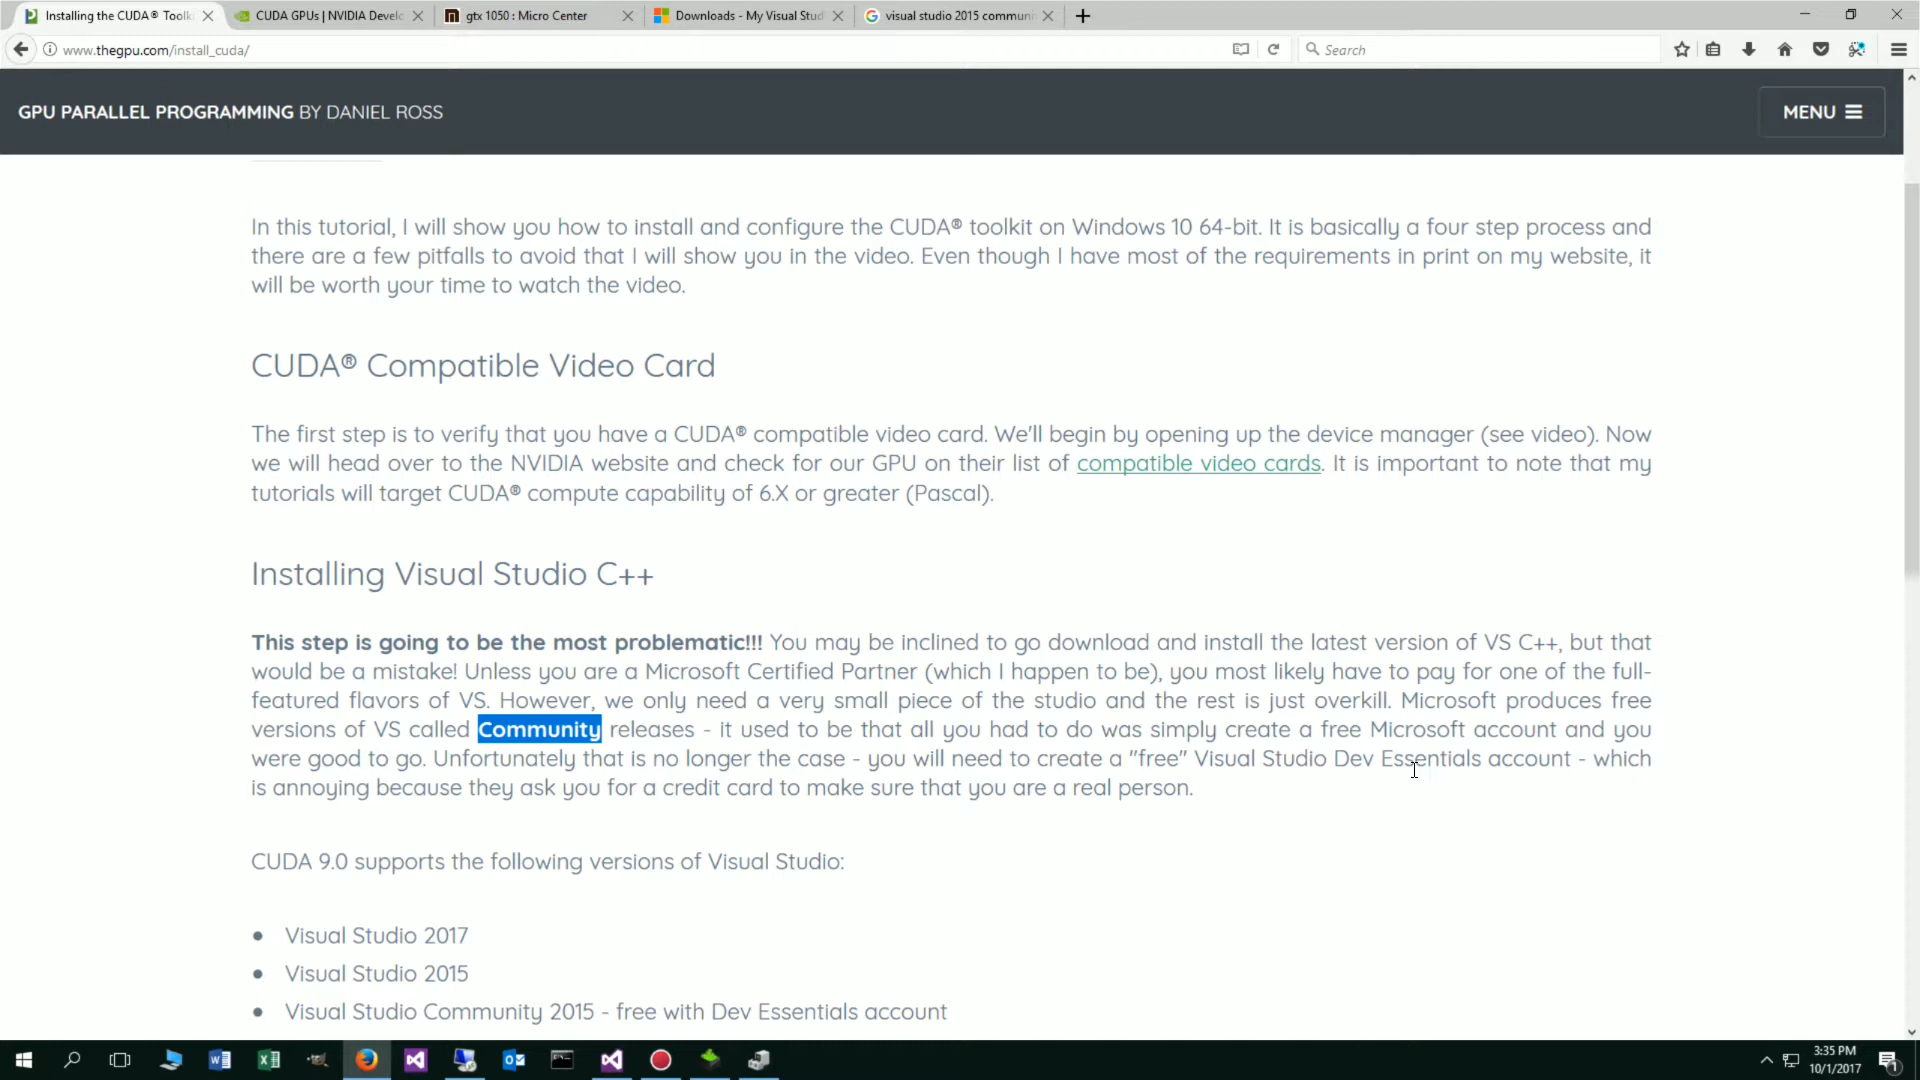 Installing the CUDA® Toolk
CUDA GPUs | NVIDIA Develo
gtx 1050 : Micro Center
Downloads - My Visual Stud
visual studio 2015 communi
www.thegpu.com/install_cuda/
Search
GPU PARALLEL PROGRAMMING BY DANIEL ROSS
MENU
In this tutorial, I will show you how to install and configure the CUDA® toolkit on Windows 10 64-bit. It is basically a four step process and
there are a few pitfalls to avoid that I will show you in the video. Even though I have most of the requirements in print on my website, it
will be worth your time to watch the video.
CUDA® Compatible Video Card
The first step is to verify that you have a CUDA® compatible video card. We'll begin by opening up the device manager (see video). Now
we will head over to the NVIDIA website and check for our GPU on their list of compatible video cards. It is important to note that my
tutorials will target CUDA® compute capability of 6.X or greater (Pascal).
Installing Visual Studio C++
This step is going to be the most problematic!!! You may be inclined to go download and install the latest version of VS C++, but that
would be a mistake! Unless you are a Microsoft Certified Partner (which I happen to be), you most likely have to pay for one of the full-
featured flavors of VS. However, we only need a very small piece of the studio and the rest is just overkill. Microsoft produces free
versions of VS called Community releases - it used to be that all you had to do was simply create a free Microsoft account and you
were good to go. Unfortunately that is no longer the case - you will need to create a "free" Visual Studio Dev Essentials account - which
is annoying because they ask you for a credit card to make sure that you are a real person.
CUDA 9.0 supports the following versions of Visual Studio:
• Visual Studio 2017
• Visual Studio 2015
• Visual Studio Community 2015 - free with Dev Essentials account
3:35 PM
10/1/2017
1